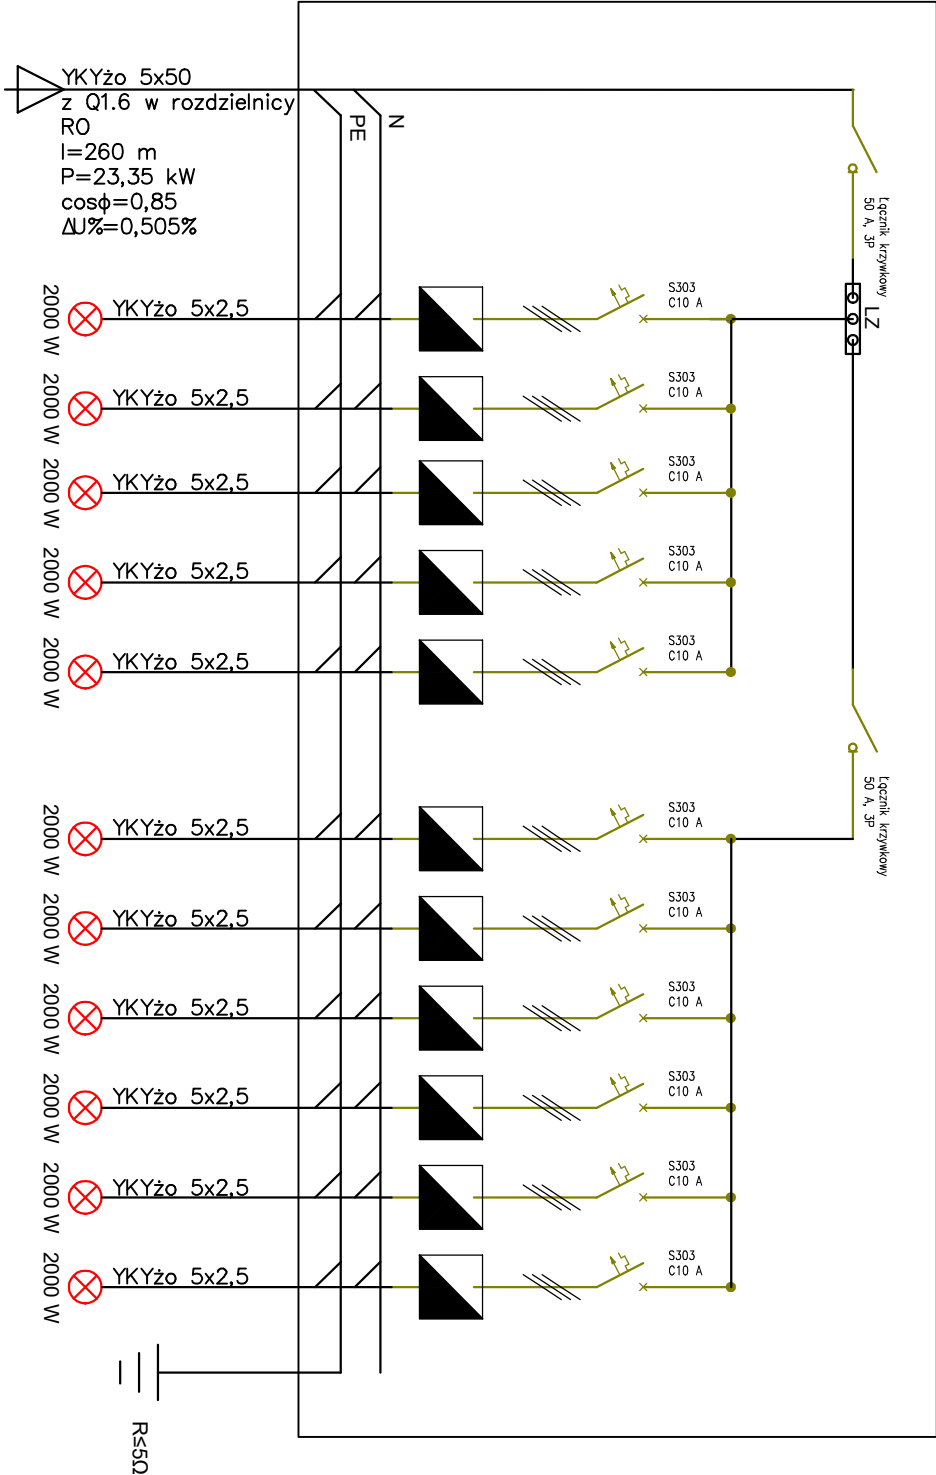 YKYżo 5x50
z Q1.6 w rozdzielnicy
RO
l=260 m
P=23,35 kW
cosϕ=0,85
ΔU%=0,505%
PE
N
Łącznik krzywkowy
50 A, 3P
LZ
2000 W
YKYżo 5x2,5
S303
C10 A
2000 W
YKYżo 5x2,5
S303
C10 A
2000 W
YKYżo 5x2,5
S303
C10 A
2000 W
YKYżo 5x2,5
S303
C10 A
2000 W
YKYżo 5x2,5
S303
C10 A
Łącznik krzywkowy
50 A, 3P
2000 W
YKYżo 5x2,5
S303
C10 A
2000 W
YKYżo 5x2,5
S303
C10 A
2000 W
YKYżo 5x2,5
S303
C10 A
2000 W
YKYżo 5x2,5
S303
C10 A
2000 W
YKYżo 5x2,5
S303
C10 A
2000 W
YKYżo 5x2,5
S303
C10 A
R≤5Ω